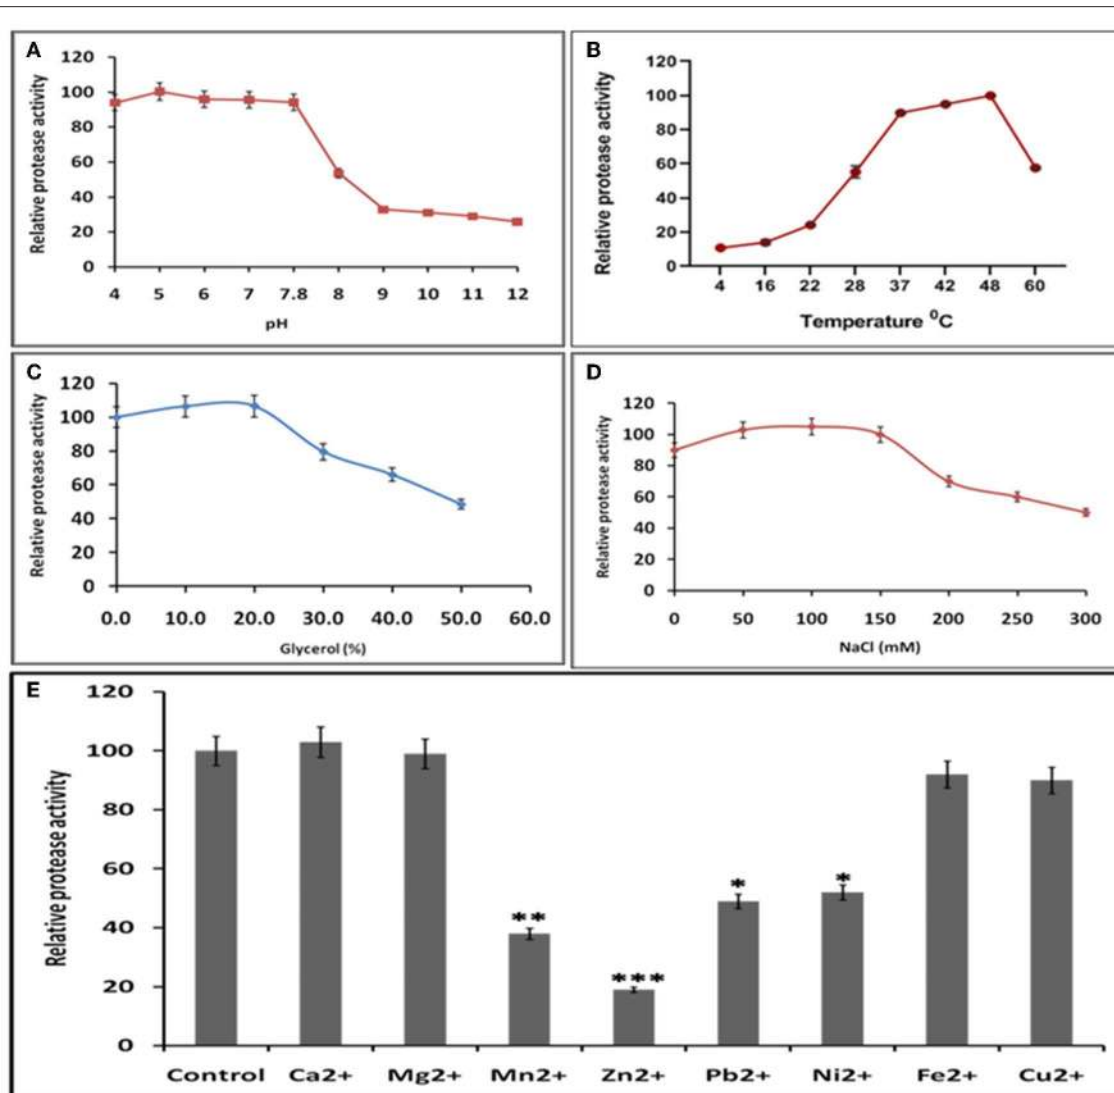 A
Relative protease activity
120
100
80
60
40
20
0
4 5 6 7 7.8 8 9 10 11 12
pH
B
Relative protease activity
120
100
80
60
40
20
0
4 16 22 28 37 42 48 60
Temperature ⁰C
C
Relative protease activity
120
100
80
60
40
20
0
0.0 10.0 20.0 30.0 40.0 50.0 60.0
Glycerol (%)
D
Relative protease activity
120
100
80
60
40
20
0
0 50 100 150 200 250 300
NaCl (mM)
E
Relative protease activity
120
100
80
60
40
20
0
**
***
*
*
Control Ca2+ Mg2+ Mn2+ Zn2+ Pb2+ Ni2+ Fe2+ Cu2+